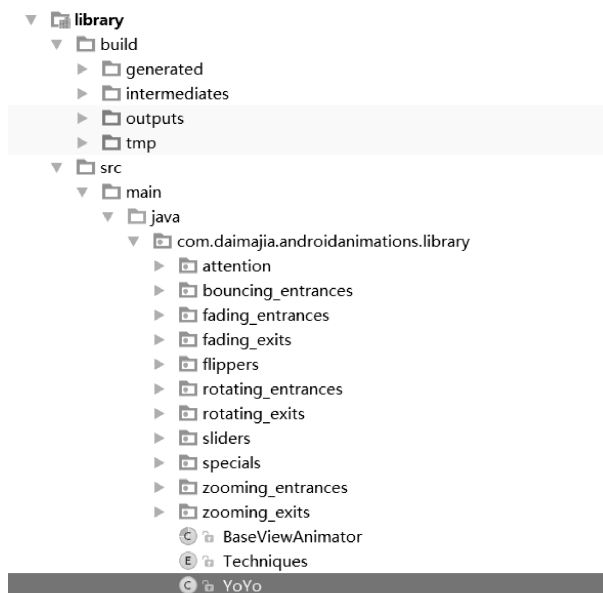 library
build
generated
intermediates
outputs
tmp
src
main
java
com.daimajia.androidanimations.library
attention
bouncing_entrances
fading_entrances
fading_exits
flippers
rotating_entrances
rotating_exits
sliders
specials
zooming_entrances
zooming_exits
C BaseViewAnimator
E Techniques
C YoYo